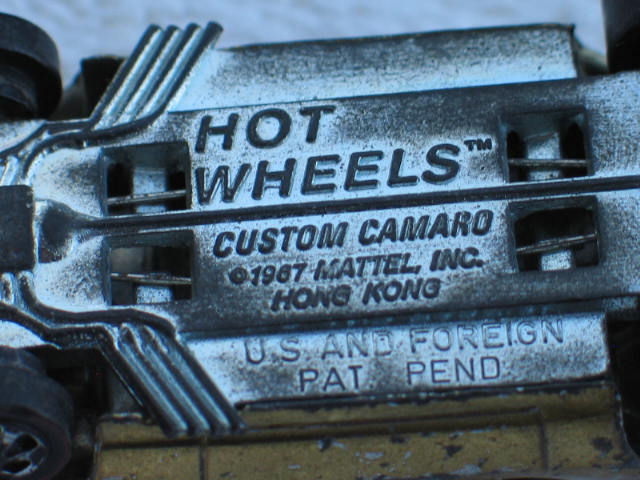 HOT
WHEELS™
CUSTOM CAMARO
©1967 MATTEL, INC.
HONG KONG
U.S. AND FOREIGN
PAT PEND